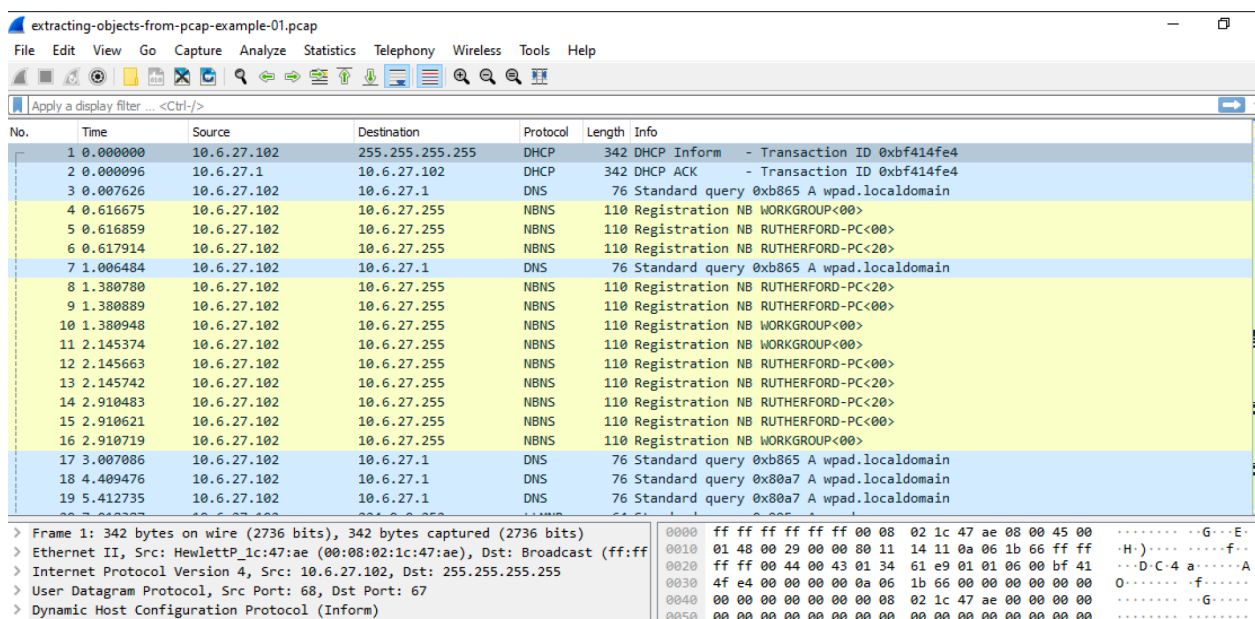 extracting-objects-from-pcap-example-01.pcap
File Edit View Go Capture Analyze Statistics Telephony Wireless Tools Help
Apply a display filter ... <Ctrl-/>
No. Time Source Destination Protocol Length Info
1 0.000000 10.6.27.102 255.255.255.255 DHCP 342 DHCP Inform - Transaction ID 0xbf414fe4
2 0.000096 10.6.27.1 10.6.27.102 DHCP 342 DHCP ACK - Transaction ID 0xbf414fe4
3 0.007626 10.6.27.102 10.6.27.1 DNS 76 Standard query 0xb865 A wpad.localdomain
4 0.616675 10.6.27.102 10.6.27.255 NBNS 110 Registration NB WORKGROUP<00>
5 0.616859 10.6.27.102 10.6.27.255 NBNS 110 Registration NB RUTHERFORD-PC<00>
6 0.617914 10.6.27.102 10.6.27.255 NBNS 110 Registration NB RUTHERFORD-PC<20>
7 1.006484 10.6.27.102 10.6.27.1 DNS 76 Standard query 0xb865 A wpad.localdomain
8 1.380780 10.6.27.102 10.6.27.255 NBNS 110 Registration NB RUTHERFORD-PC<20>
9 1.380889 10.6.27.102 10.6.27.255 NBNS 110 Registration NB RUTHERFORD-PC<00>
10 1.380948 10.6.27.102 10.6.27.255 NBNS 110 Registration NB WORKGROUP<00>
11 2.145374 10.6.27.102 10.6.27.255 NBNS 110 Registration NB WORKGROUP<00>
12 2.145663 10.6.27.102 10.6.27.255 NBNS 110 Registration NB RUTHERFORD-PC<00>
13 2.145742 10.6.27.102 10.6.27.255 NBNS 110 Registration NB RUTHERFORD-PC<20>
14 2.910483 10.6.27.102 10.6.27.255 NBNS 110 Registration NB RUTHERFORD-PC<20>
15 2.910621 10.6.27.102 10.6.27.255 NBNS 110 Registration NB RUTHERFORD-PC<00>
16 2.910719 10.6.27.102 10.6.27.255 NBNS 110 Registration NB WORKGROUP<00>
17 3.007086 10.6.27.102 10.6.27.1 DNS 76 Standard query 0xb865 A wpad.localdomain
18 4.409476 10.6.27.102 10.6.27.1 DNS 76 Standard query 0x80a7 A wpad.localdomain
19 5.412735 10.6.27.102 10.6.27.1 DNS 76 Standard query 0x80a7 A wpad.localdomain
> Frame 1: 342 bytes on wire (2736 bits), 342 bytes captured (2736 bits)
> Ethernet II, Src: HewlettP_1c:47:ae (00:08:02:1c:47:ae), Dst: Broadcast (ff:ff
> Internet Protocol Version 4, Src: 10.6.27.102, Dst: 255.255.255.255
> User Datagram Protocol, Src Port: 68, Dst Port: 67
> Dynamic Host Configuration Protocol (Inform)
0000 ff ff ff ff ff ff 00 08 02 1c 47 ae 08 00 45 00 ········ ··G···E·
0010 01 48 00 29 00 00 80 11 14 11 0a 06 1b 66 ff ff ·H·)···· ·····f··
0020 ff ff 00 44 00 43 01 34 61 e9 01 01 06 00 bf 41 ···D·C·4 a······A
0030 4f e4 00 00 00 00 0a 06 1b 66 00 00 00 00 00 00 O······· ·f······
0040 00 00 00 00 00 00 00 08 02 1c 47 ae 00 00 00 00 ········ ··G·····
0050 00 00 00 00 00 00 00 00 00 00 00 00 00 00 00 00 ········ ········